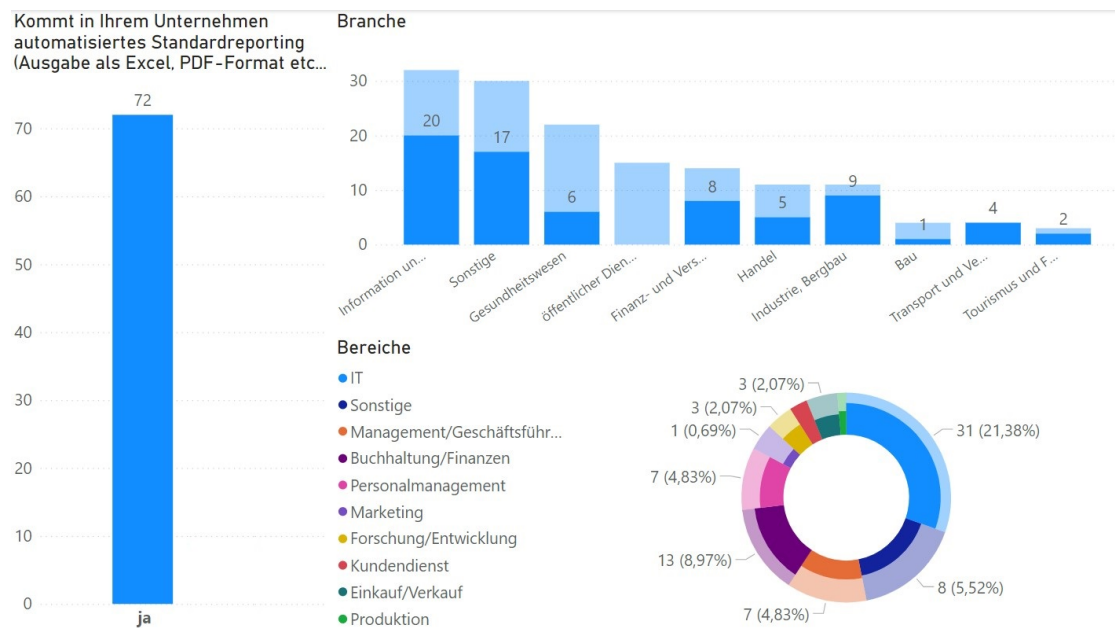 Kommt in Ihrem Unternehmen
automatisiertes Standardreporting
(Ausgabe als Excel, PDF-Format etc...
72
70
60
50
40
30
20
10
0
ja
Branche
30
20
10
0
20
17
6
8
5
9
1
4
2
Information un...
Sonstige
Gesundheitswesen
öffentlicher Dien...
Finanz- und Vers...
Handel
Industrie, Bergbau
Bau
Transport und Ve...
Tourismus und F...
Bereiche
IT
Sonstige
Management/Geschäftsführ...
Buchhaltung/Finanzen
Personalmanagement
Marketing
Forschung/Entwicklung
Kundendienst
Einkauf/Verkauf
Produktion
3 (2,07%)
3 (2,07%)
1 (0,69%)
7 (4,83%)
13 (8,97%)
7 (4,83%)
8 (5,52%)
31 (21,38%)